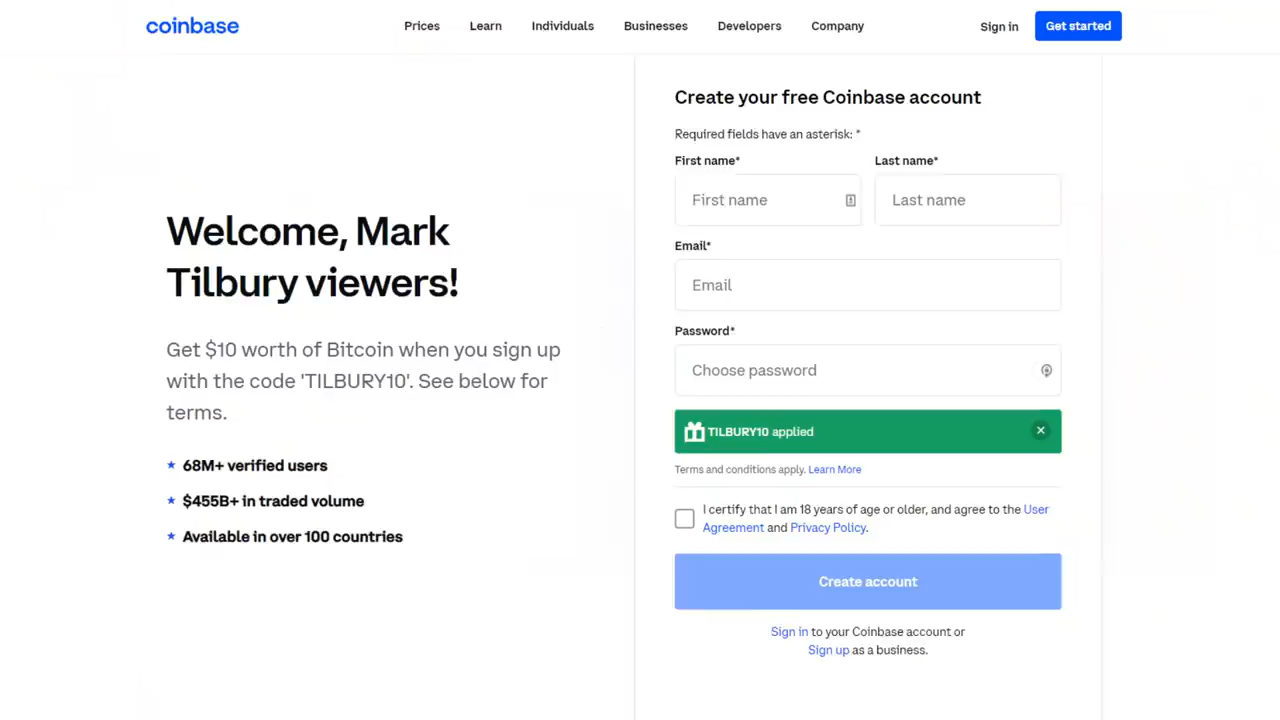 coinbase
Prices Learn Individuals Businesses Developers Company Sign in Get started
Welcome, Mark
Tilbury viewers!
Get $10 worth of Bitcoin when you sign up
with the code 'TILBURY10'. See below for
terms.
68M+ verified users
$455B+ in traded volume
Available in over 100 countries
Create your free Coinbase account
Required fields have an asterisk: *
First name* Last name*
First name Last name
Email*
Email
Password*
Choose password
TILBURY10 applied
Terms and conditions apply. Learn More
I certify that I am 18 years of age or older, and agree to the User
Agreement and Privacy Policy.
Create account
Sign in to your Coinbase account or
Sign up as a business.